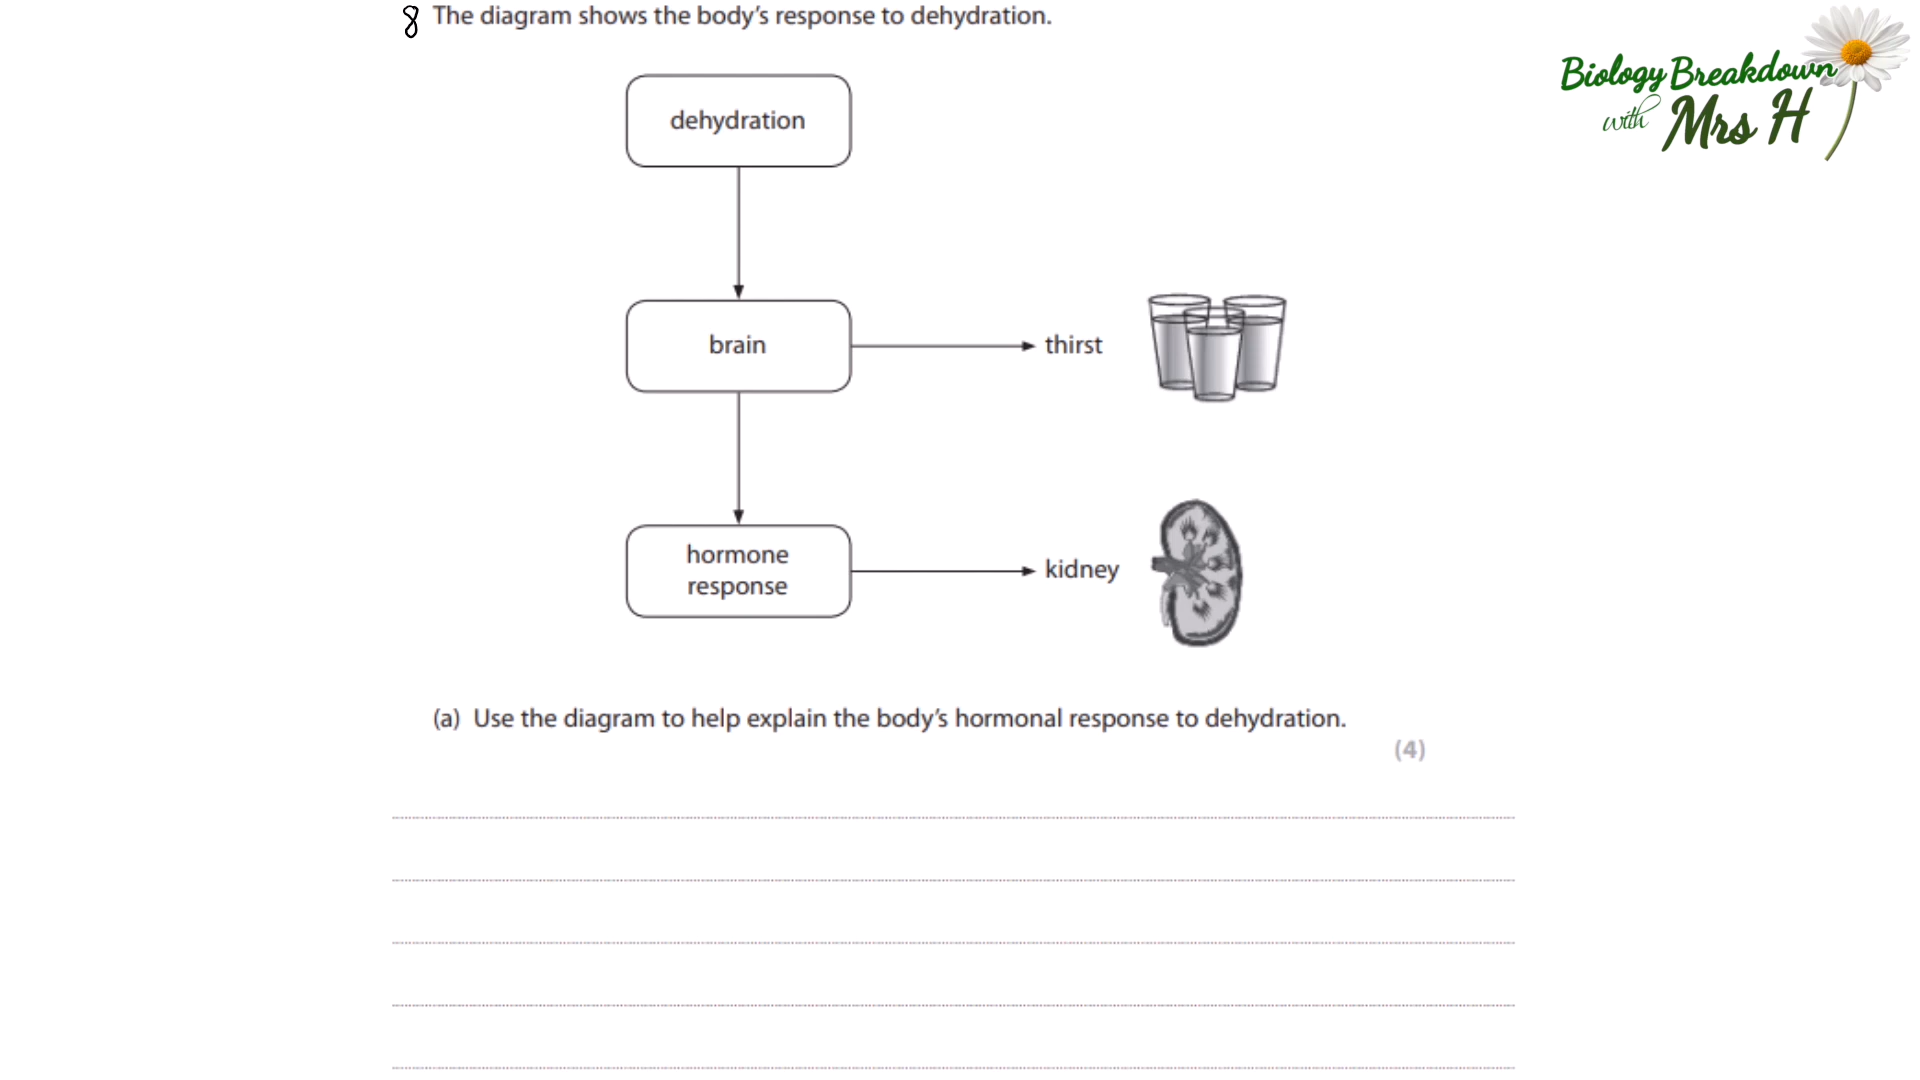 8 The diagram shows the body's response to dehydration.
Biology Breakdown
with Mrs H
dehydration
brain
thirst
hormone
response
kidney
(a) Use the diagram to help explain the body's hormonal response to dehydration.
(4)